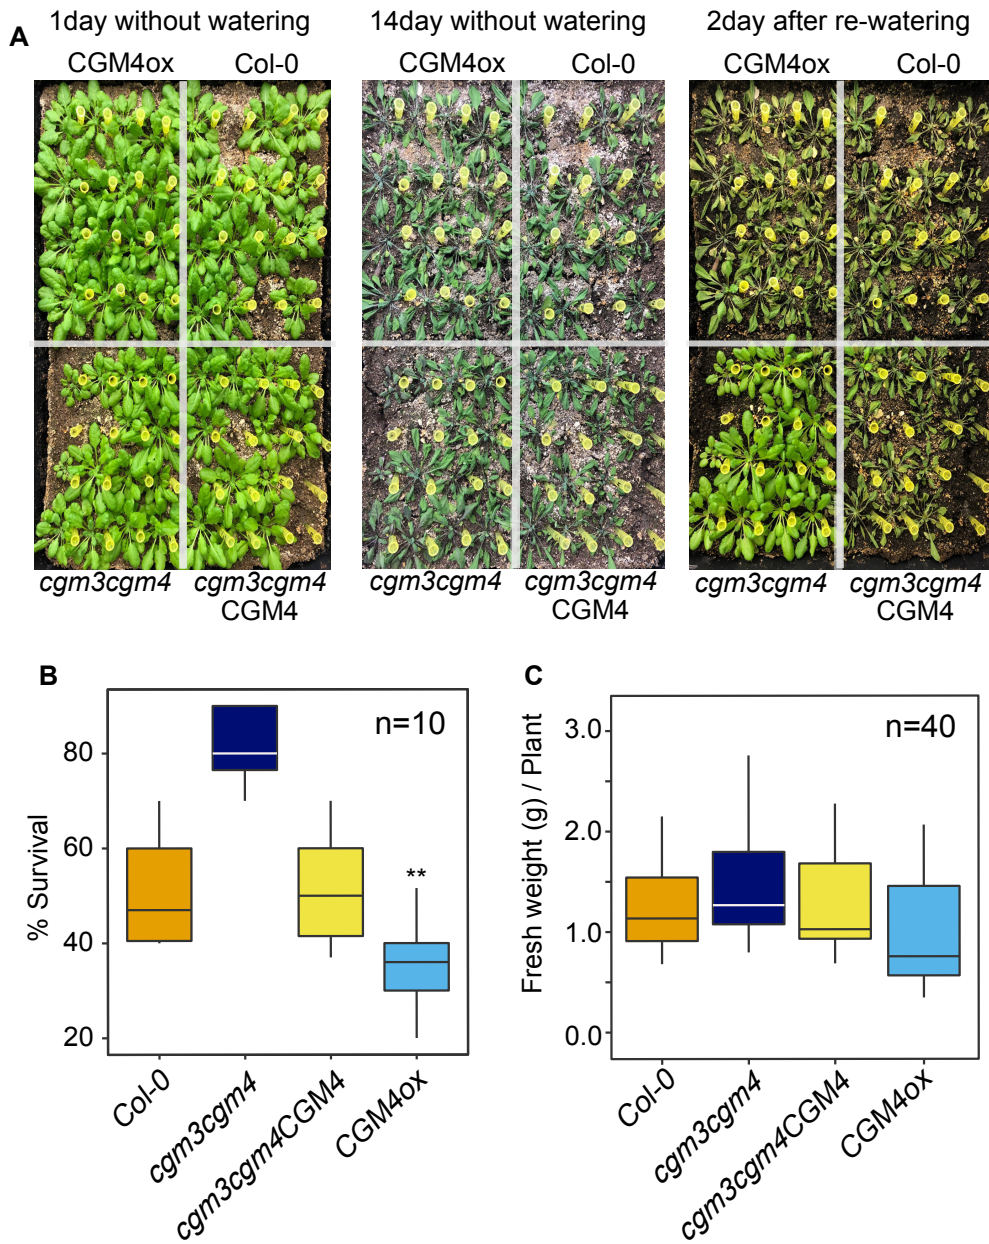 1day without watering 14day without watering 2day after re-watering
A
CGM4ox Col-0 CGM4ox Col-0 CGM4ox Col-0
cgm3cgm4 cgm3cgm4 cgm3cgm4 cgm3cgm4 cgm3cgm4 cgm3cgm4
CGM4 CGM4 CGM4
B
n=10
% Survival
80
60
40
20
**
Col-0
cgm3cgm4
cgm3cgm4CGM4
CGM4ox
C
n=40
Fresh weight (g) / Plant
3.0
2.0
1.0
0.0
Col-0
cgm3cgm4
cgm3cgm4CGM4
CGM4ox